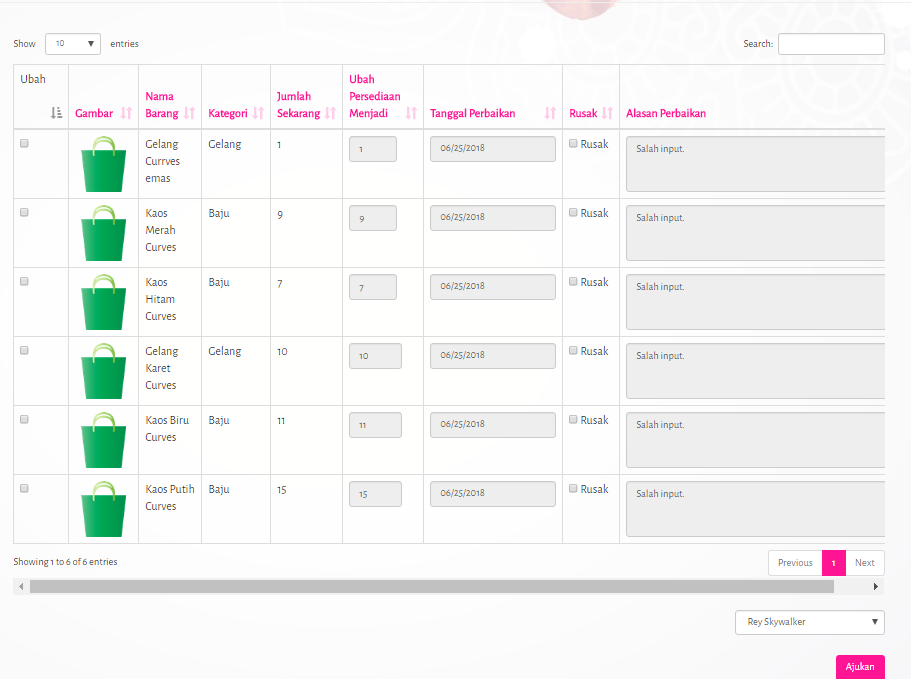 Show 10 entries Search:
Ubah
Gambar
Nama
Barang
Kategori
Jumlah
Sekarang
Ubah
Persediaan
Menjadi
Tanggal Perbaikan
Rusak
Alasan Perbaikan
Gelang
Currves
emas
Gelang
1
1
06/25/2018
Rusak
Salah input.
Kaos
Merah
Curves
Baju
9
9
06/25/2018
Rusak
Salah input.
Kaos
Hitam
Curves
Baju
7
7
06/25/2018
Rusak
Salah input.
Gelang
Karet
Curves
Gelang
10
10
06/25/2018
Rusak
Salah input.
Kaos Biru
Curves
Baju
11
11
06/25/2018
Rusak
Salah input.
Kaos Putih
Curves
Baju
15
15
06/25/2018
Rusak
Salah input.
Showing 1 to 6 of 6 entries
Previous 1 Next
Rey Skywalker
Ajukan